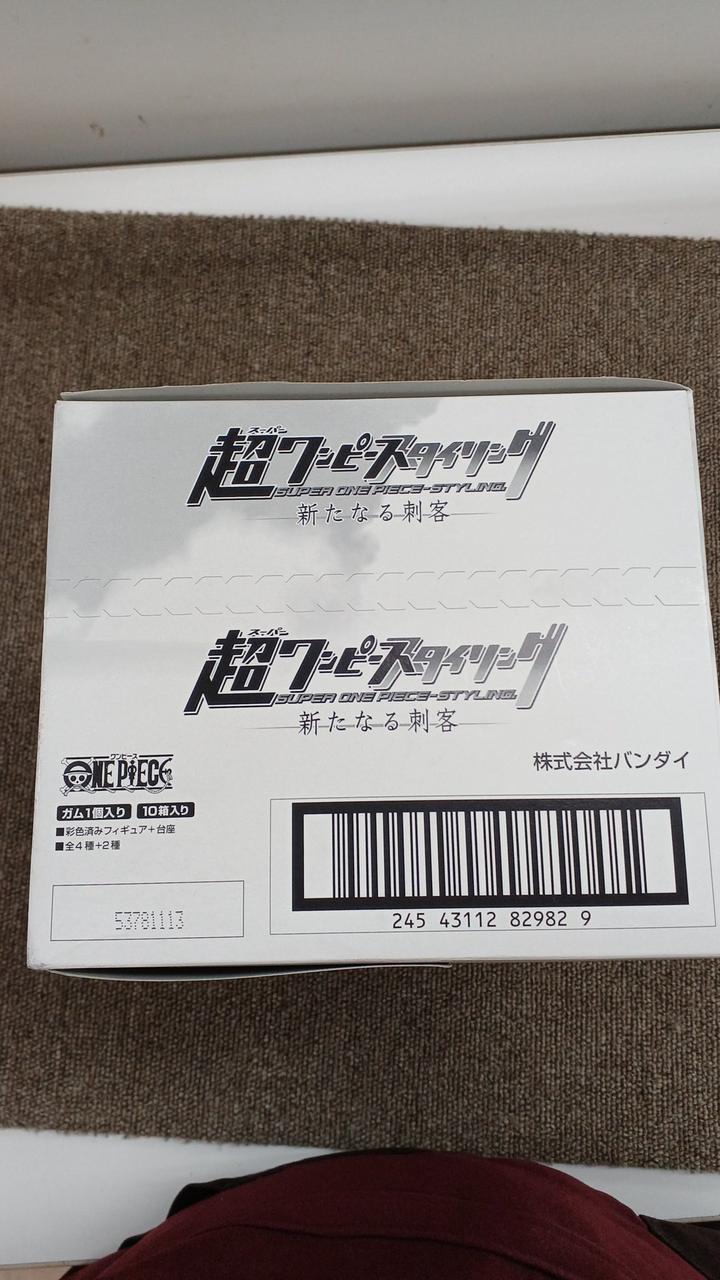 スーパー
超ワンピースタイリング
SUPER ONE PIECE-STYLING
新たなる刺客
スーパー
超ワンピースタイリング
SUPER ONE PIECE-STYLING
新たなる刺客
株式会社バンダイ
ワンピース
ONE PIECE
ガム1個入り 10箱入り
■彩色済みフィギュア+台座
■全4種+2種
53781113
245 43112 82982 9